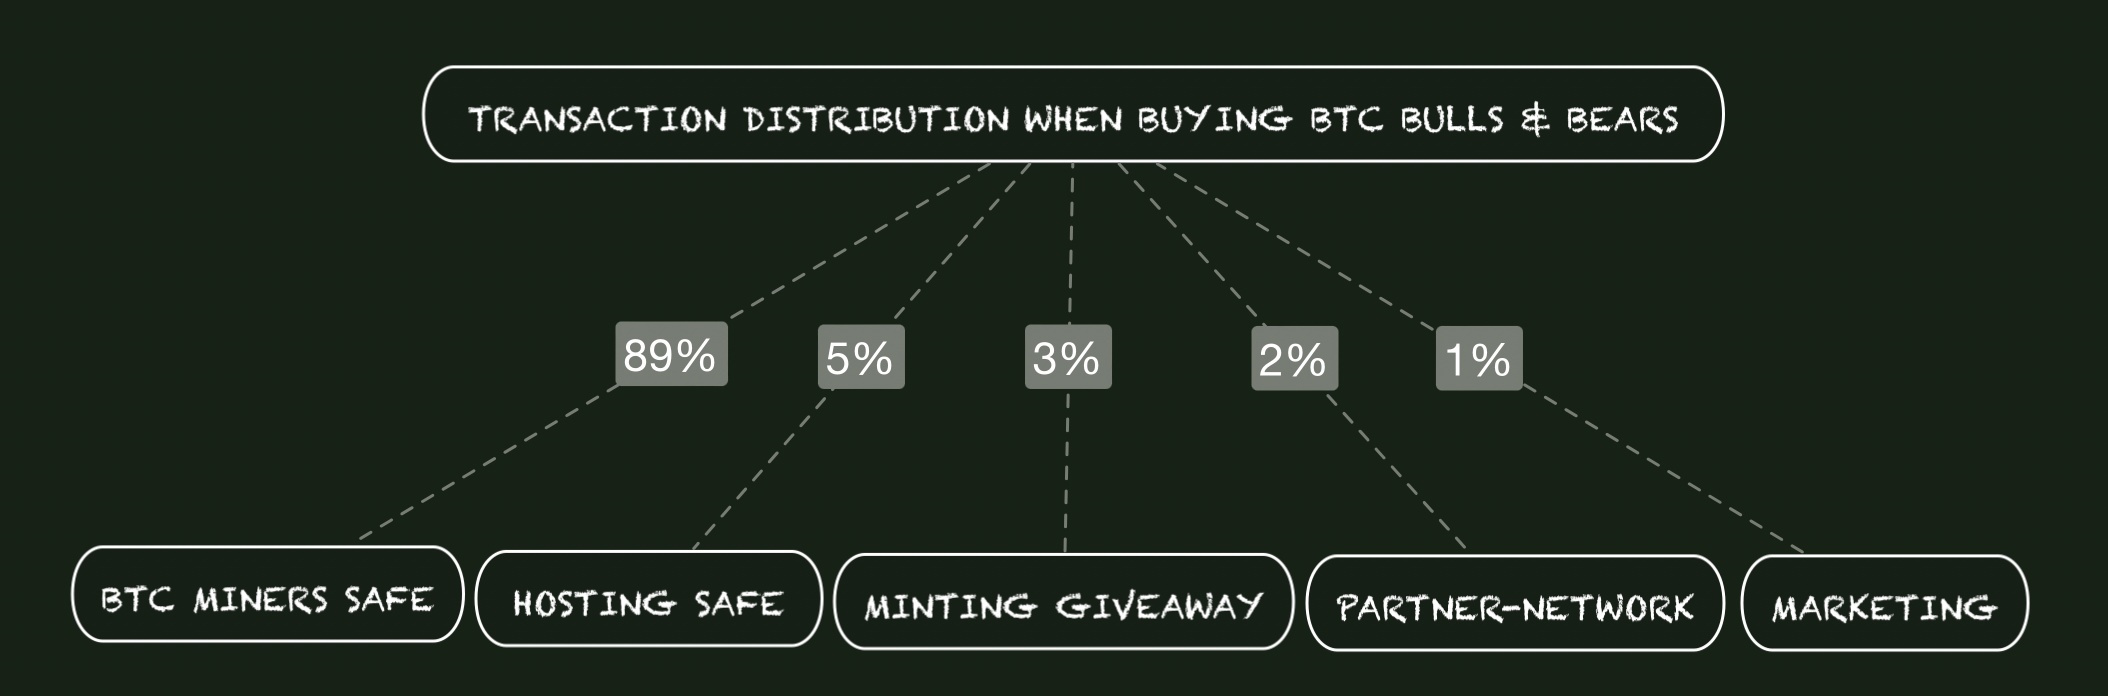 TRANSACTION DISTRIBUTION WHEN BUYING BTC BULLS & BEARS
89%
5%
3%
2%
1%
BTC MINERS SAFE
HOSTING SAFE
MINTING GIVEAWAY
PARTNER-NETWORK
MARKETING